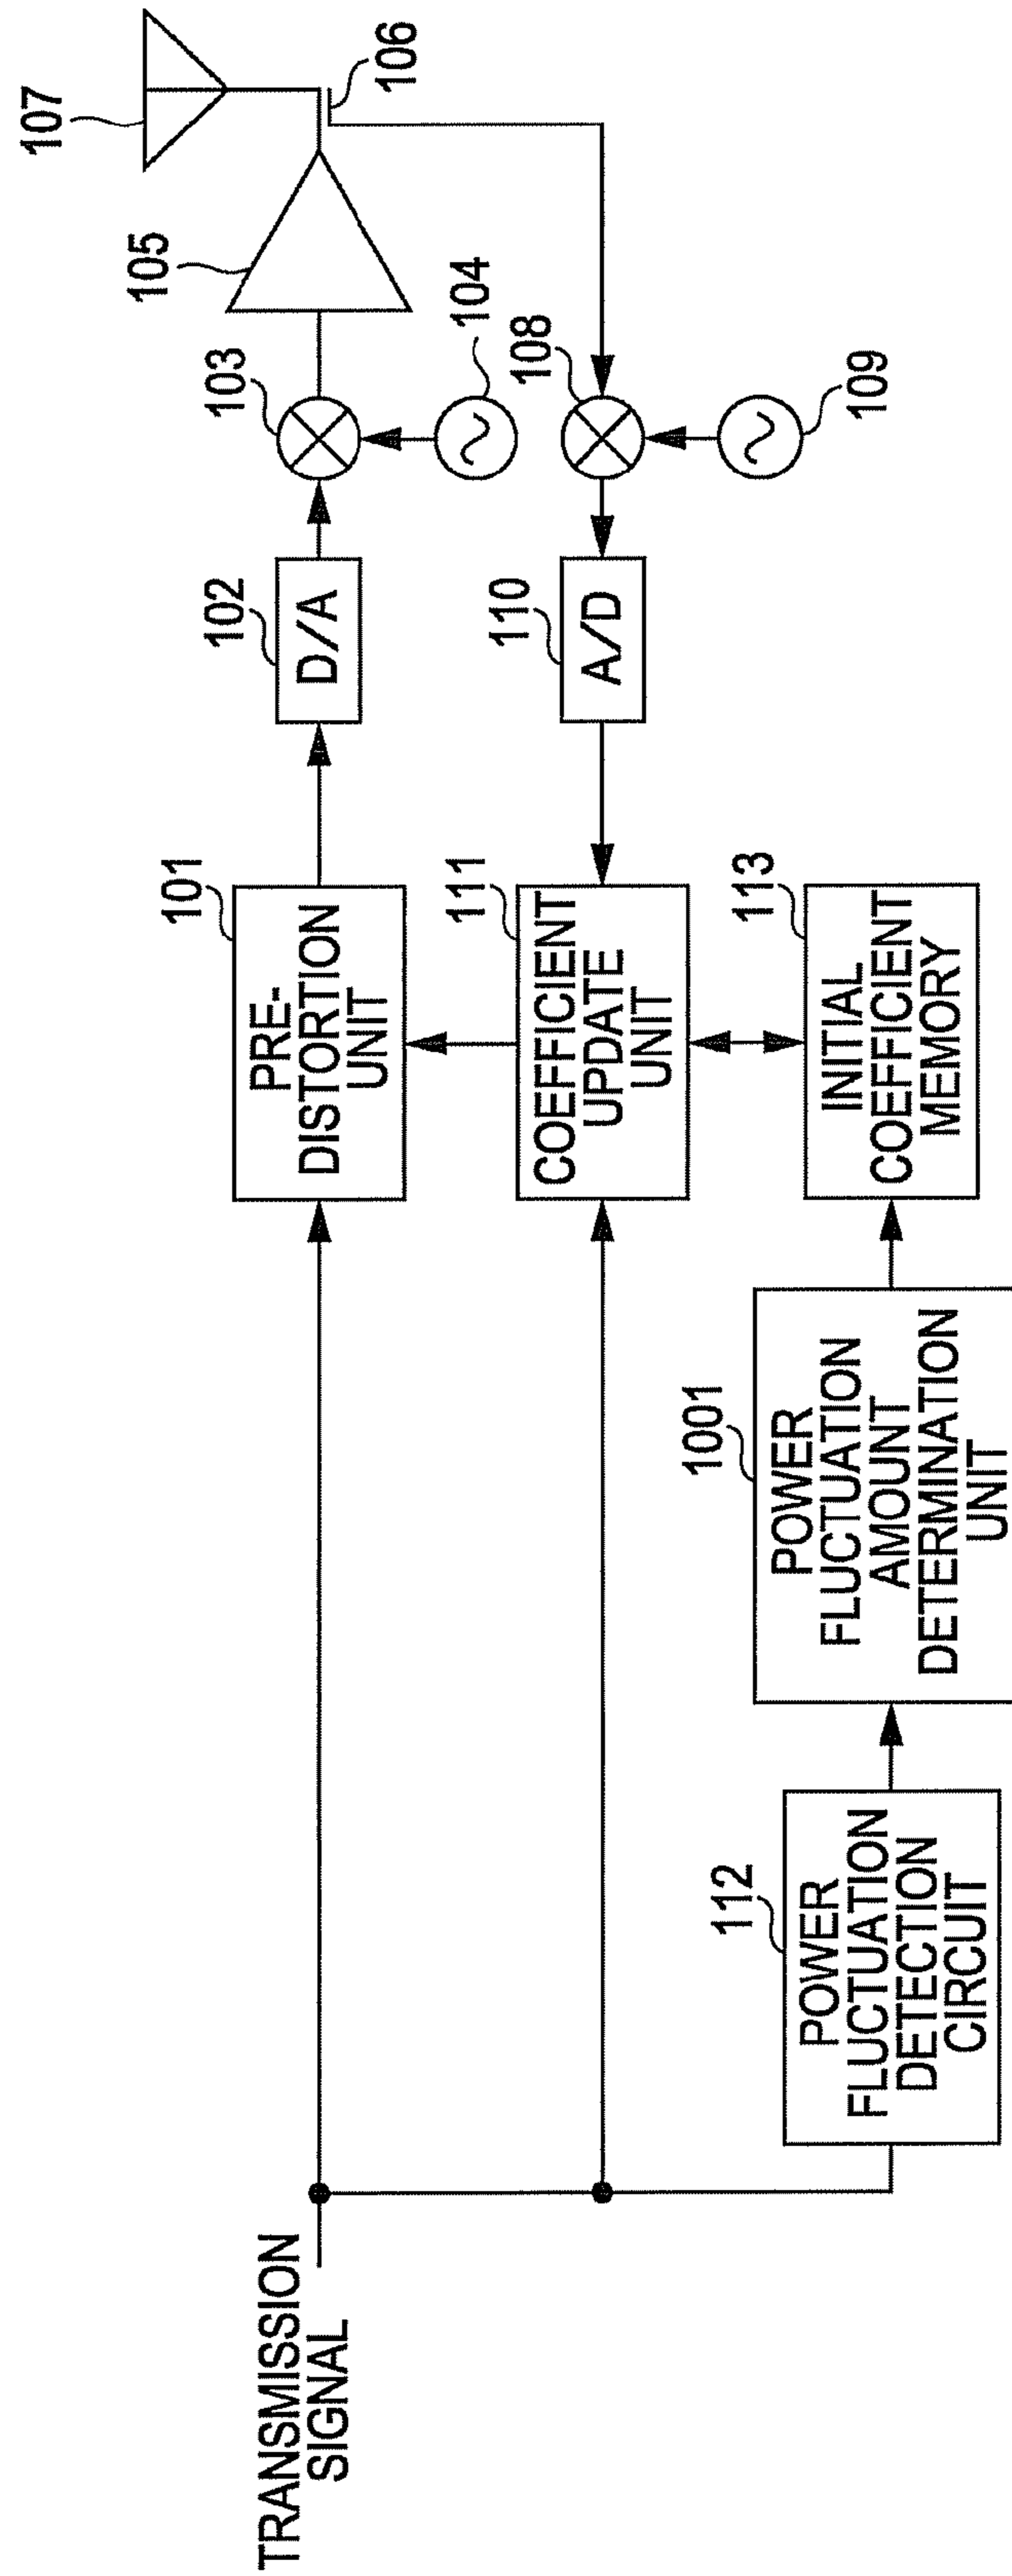 TRANSMISSION
SIGNAL
101
PRE-
DISTORTION
UNIT
102
D/A
103
104
105
106
107
108
109
110
A/D
111
COEFFICIENT
UPDATE
UNIT
112
POWER
FLUCTUATION
DETECTION
CIRCUIT
1001
POWER
FLUCTUATION
AMOUNT
DETERMINATION
UNIT
113
INITIAL
COEFFICIENT
MEMORY